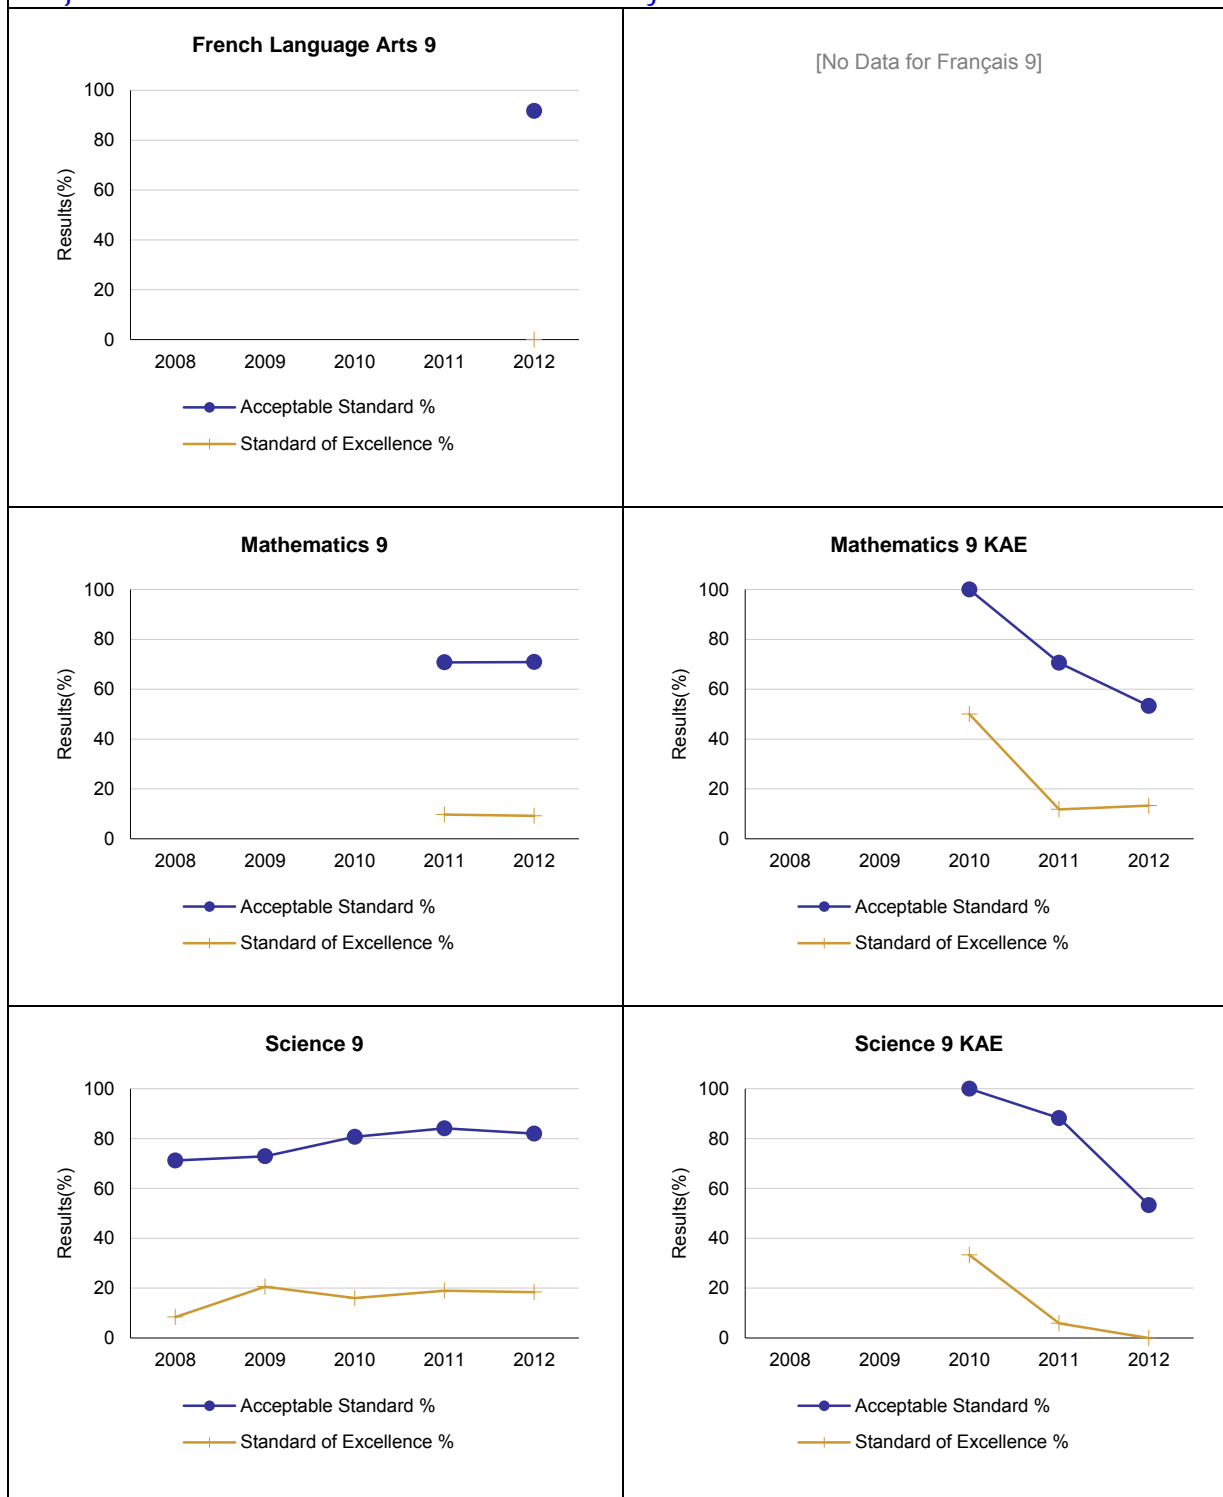 French Language Arts 9
100
80
60
40
20
0
Results(%)
2008 2009 2010 2011 2012
Acceptable Standard %
Standard of Excellence %
[No Data for Français 9]
Mathematics 9
100
80
60
40
20
0
Results(%)
2008 2009 2010 2011 2012
Acceptable Standard %
Standard of Excellence %
Mathematics 9 KAE
100
80
60
40
20
0
Results(%)
2008 2009 2010 2011 2012
Acceptable Standard %
Standard of Excellence %
Science 9
100
80
60
40
20
0
Results(%)
2008 2009 2010 2011 2012
Acceptable Standard %
Standard of Excellence %
Science 9 KAE
100
80
60
40
20
0
Results(%)
2008 2009 2010 2011 2012
Acceptable Standard %
Standard of Excellence %